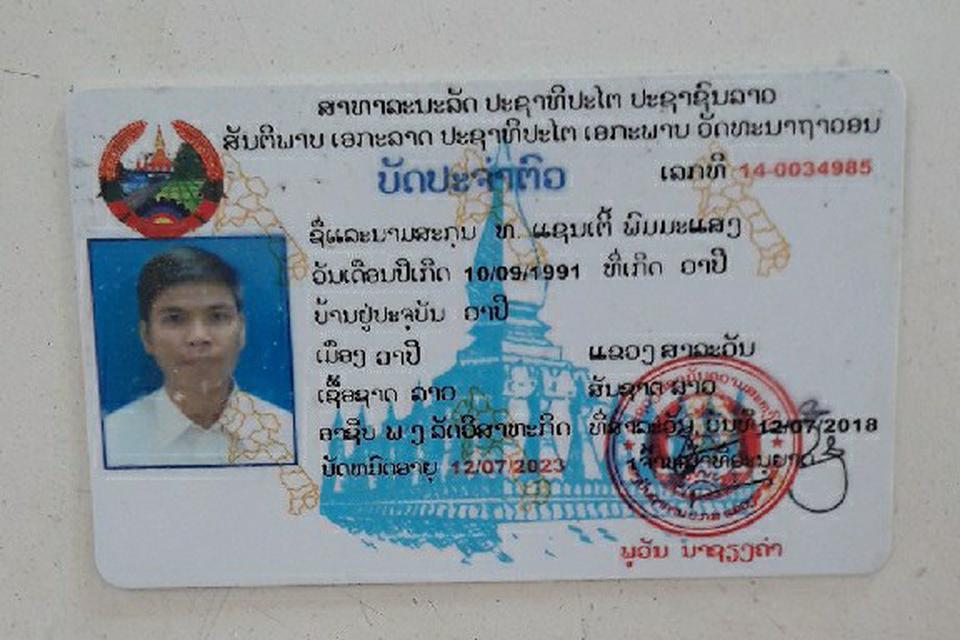 ສາທາລະນະລັດ ປະຊາທິປະໄຕ ປະຊາຊົນລາວ
ສັນຕິພາບ ເອກະລາດ ປະຊາທິປະໄຕ ເອກະພາບ ວັດທະນາຖາວອນ
ບັດປະຈຳຕົວ
ເລກທີ 14-0034985
ຊື່ແລະນາມສະກຸນ ທ. ແຊນເຕີ້ ພິມມະແສງ
ວັນເດືອນປີເກີດ 10/09/1991 ທີ່ເກີດ ວາປີ
ບ້ານຢູ່ປະຈຸບັນ ວາປີ
ເມືອງ ວາປີ ແຂວງ ສາລະວັນ
ເຊື້ອຊາດ ລາວ ສັນຊາດ ລາວ
ອາຊີບ ພ ງ ລັດວິສາຫະກິດ ທີ່ສາລະວັນ, ວັນທີ 12/07/2018
ບັດຫມົດອາຍຸ 12/07/2023
ພູວັນ ນາຊຽງຄຳ